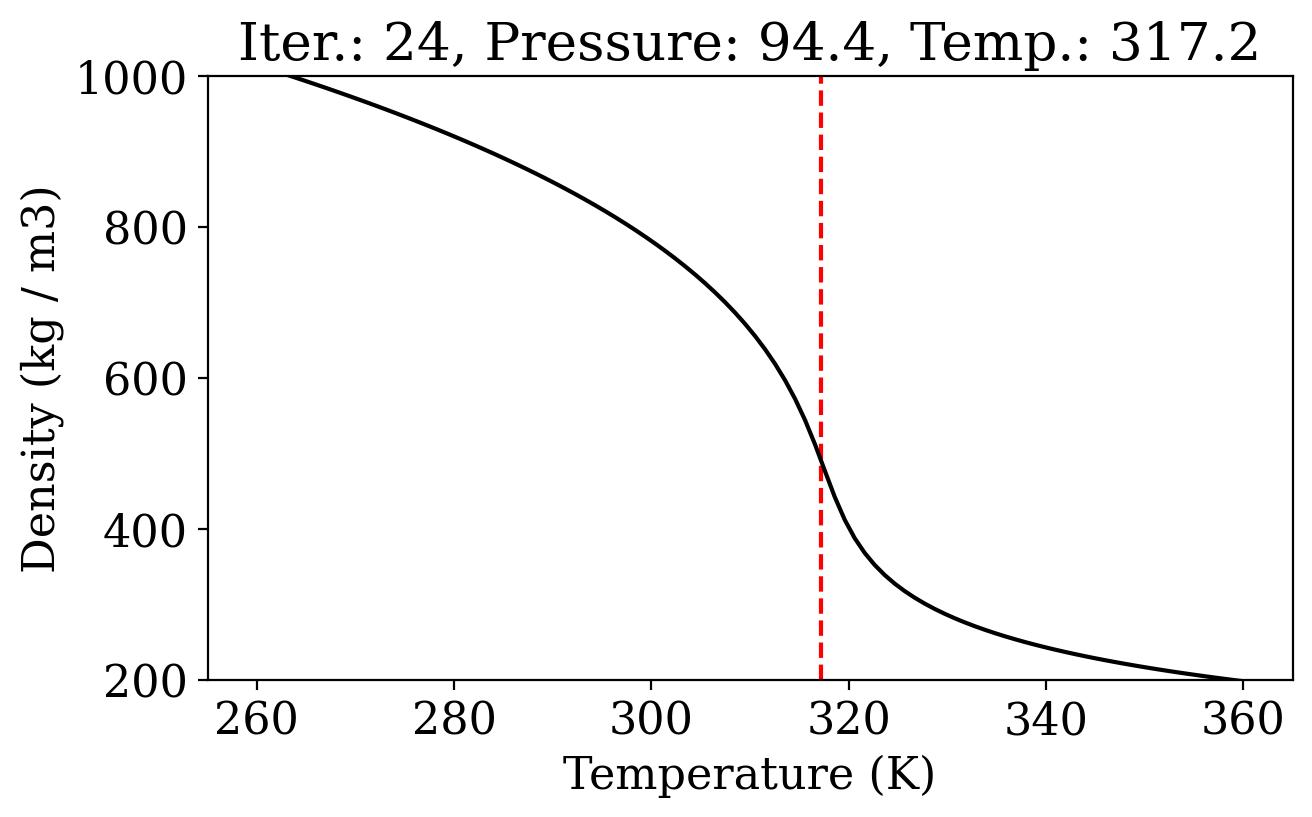 Iter.: 24, Pressure: 94.4, Temp.: 317.2
1000
800
600
400
200
Density (kg / m3)
260 280 300 320 340 360
Temperature (K)